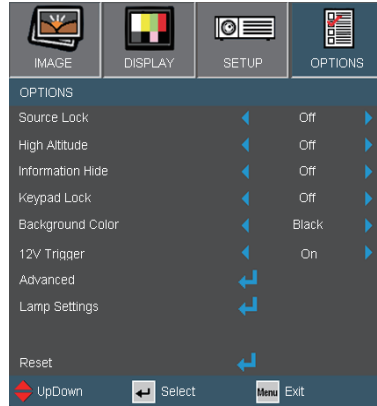 IMAGE DISPLAY SETUP OPTIONS
OPTIONS
Source Lock Off
High Altitude Off
Information Hide Off
Keypad Lock Off
Background Color Black
12V Trigger On
Advanced
Lamp Settings
Reset
UpDown Select Menu Exit